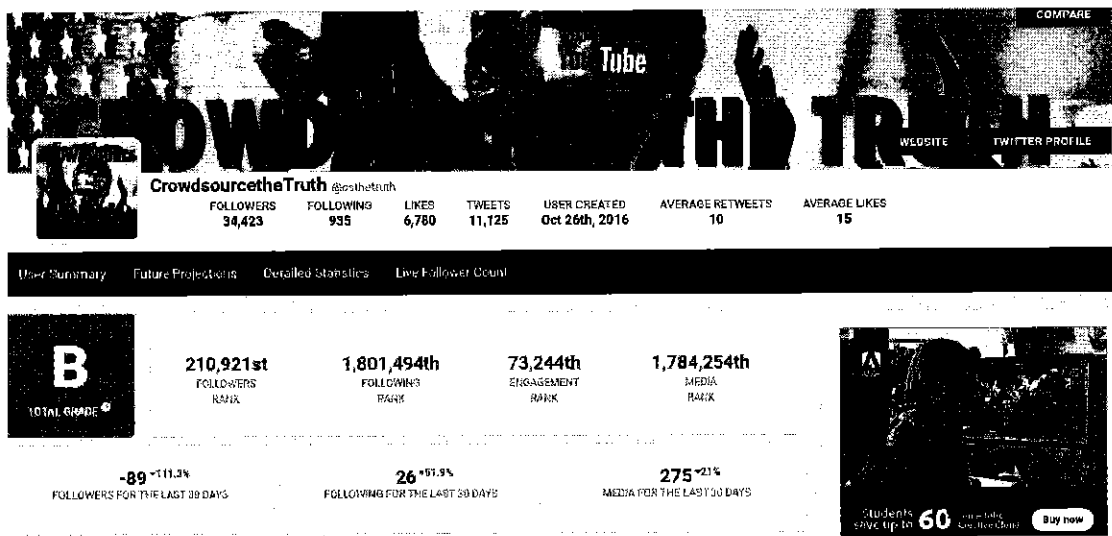 COMPARE
Tube
WEBSITE TWITTER PROFILE
CrowdsourcetheTruth @csthetruth
FOLLOWERS FOLLOWING LIKES TWEETS USER CREATED AVERAGE RETWEETS AVERAGE LIKES
34,423 935 6,780 11,125 Oct 26th, 2016 10 15
User Summary Future Projections Detailed Statistics Live Follower Count
B
TOTAL GRADE
210,921st 1,801,494th 73,244th 1,784,254th
FOLLOWERS FOLLOWING ENGAGEMENT MEDIA
RANK RANK RANK RANK
-89 26 275
FOLLOWERS FOR THE LAST 30 DAYS FOLLOWING FOR THE LAST 30 DAYS MEDIA FOR THE LAST 30 DAYS
Students
save up to 60 Creative Cloud Buy now